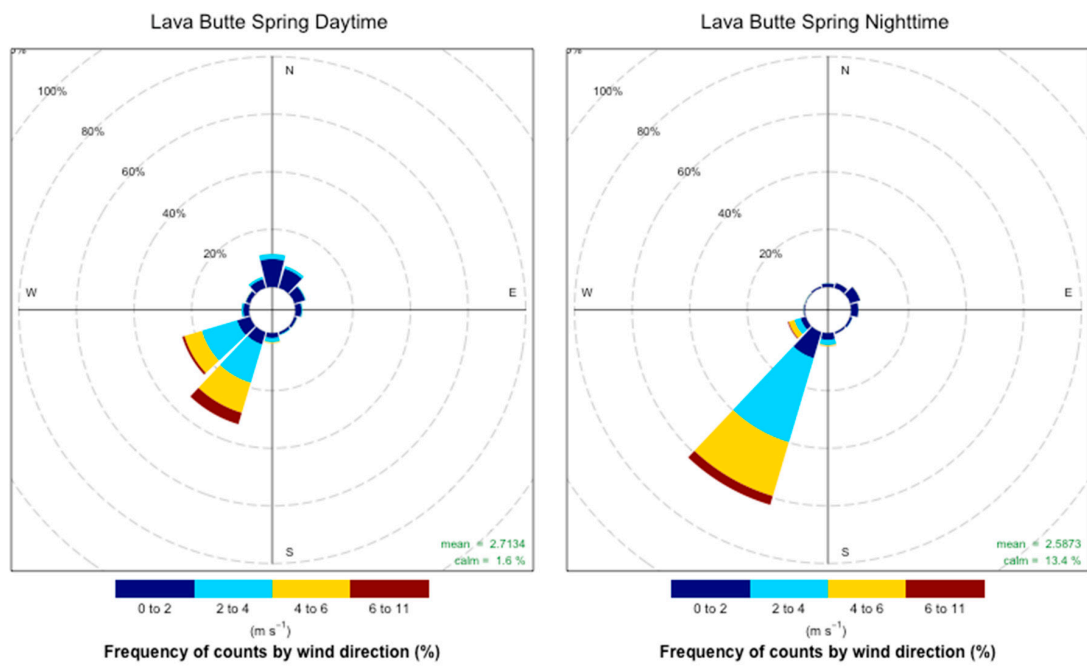 Lava Butte Spring Daytime
N
100%
80%
60%
40%
20%
W
E
S
mean = 2.7134
calm = 1.6 %
0 to 2
2 to 4
4 to 6
6 to 11
(m s⁻¹)
Frequency of counts by wind direction (%)
Lava Butte Spring Nighttime
N
100%
80%
60%
40%
20%
W
E
S
mean = 2.5873
calm = 13.4 %
0 to 2
2 to 4
4 to 6
6 to 11
(m s⁻¹)
Frequency of counts by wind direction (%)